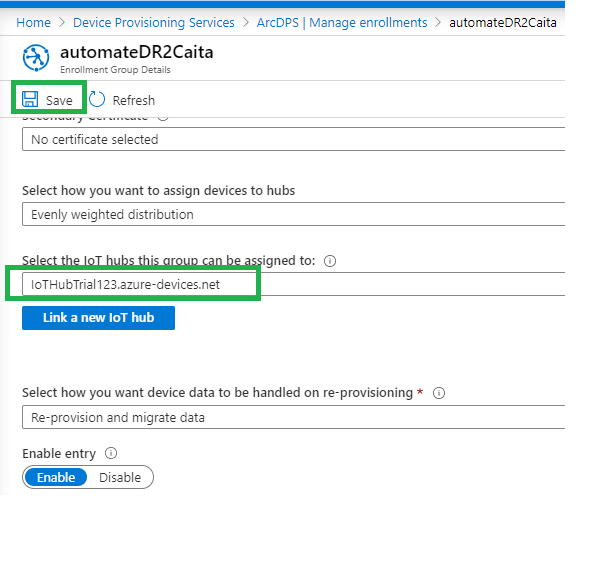 Home > Device Provisioning Services > ArcDPS | Manage enrollments > automateDR2Caita
automateDR2Caita
Enrollment Group Details
Save Refresh
Secondary Certificate
No certificate selected
Select how you want to assign devices to hubs
Evenly weighted distribution
Select the IoT hubs this group can be assigned to:
IoTHubTrial123.azure-devices.net
Link a new IoT hub
Select how you want device data to be handled on re-provisioning *
Re-provision and migrate data
Enable entry
Enable Disable